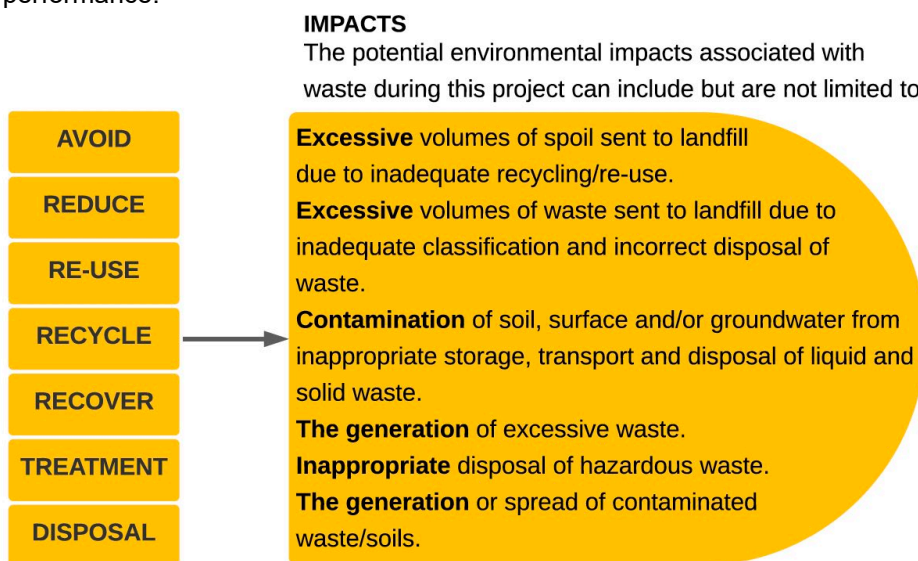 performance.
IMPACTS
The potential environmental impacts associated with
waste during this project can include but are not limited to
AVOID
REDUCE
RE-USE
RECYCLE
RECOVER
TREATMENT
DISPOSAL
Excessive volumes of spoil sent to landfill
due to inadequate recycling/re-use.
Excessive volumes of waste sent to landfill due to
inadequate classification and incorrect disposal of
waste.
Contamination of soil, surface and/or groundwater from
inappropriate storage, transport and disposal of liquid and
solid waste.
The generation of excessive waste.
Inappropriate disposal of hazardous waste.
The generation or spread of contaminated
waste/soils.